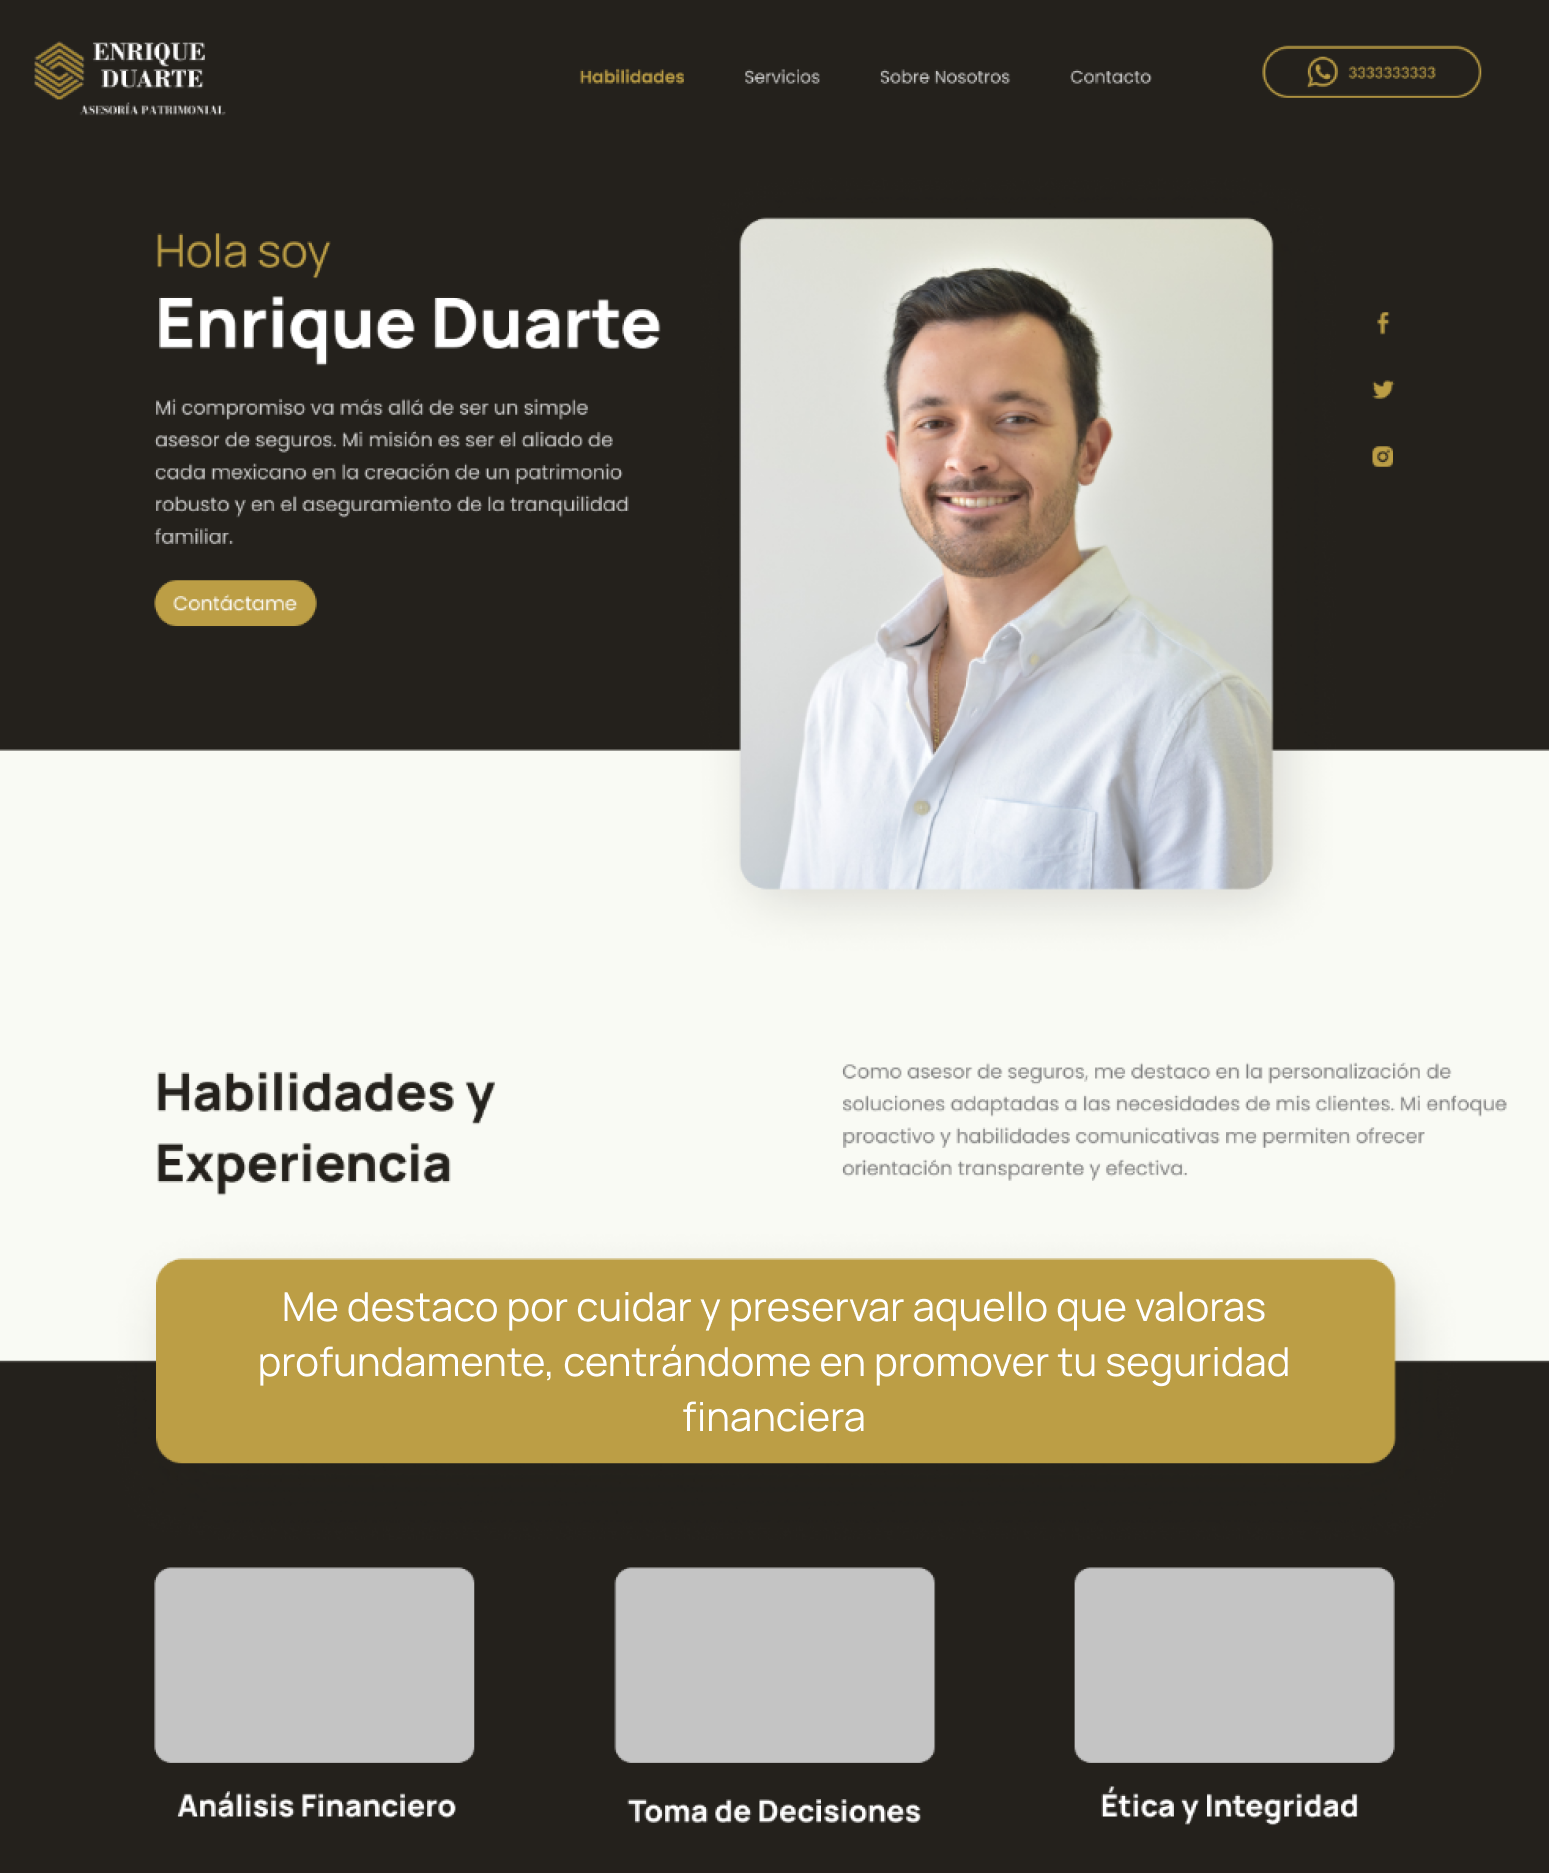 ENRIQUE
DUARTE
ASESORÍA PATRIMONIAL
Habilidades
Servicios
Sobre Nosotros
Contacto
3333333333
Hola soy
Enrique Duarte
Mi compromiso va más allá de ser un simple
asesor de seguros. Mi misión es ser el aliado de
cada mexicano en la creación de un patrimonio
robusto y en el aseguramiento de la tranquilidad
familiar.
Contáctame
Habilidades y
Experiencia
Como asesor de seguros, me destaco en la personalización de
soluciones adaptadas a las necesidades de mis clientes. Mi enfoque
proactivo y habilidades comunicativas me permiten ofrecer
orientación transparente y efectiva.
Me destaco por cuidar y preservar aquello que valoras
profundamente, centrándome en promover tu seguridad
financiera
Análisis Financiero
Toma de Decisiones
Ética y Integridad